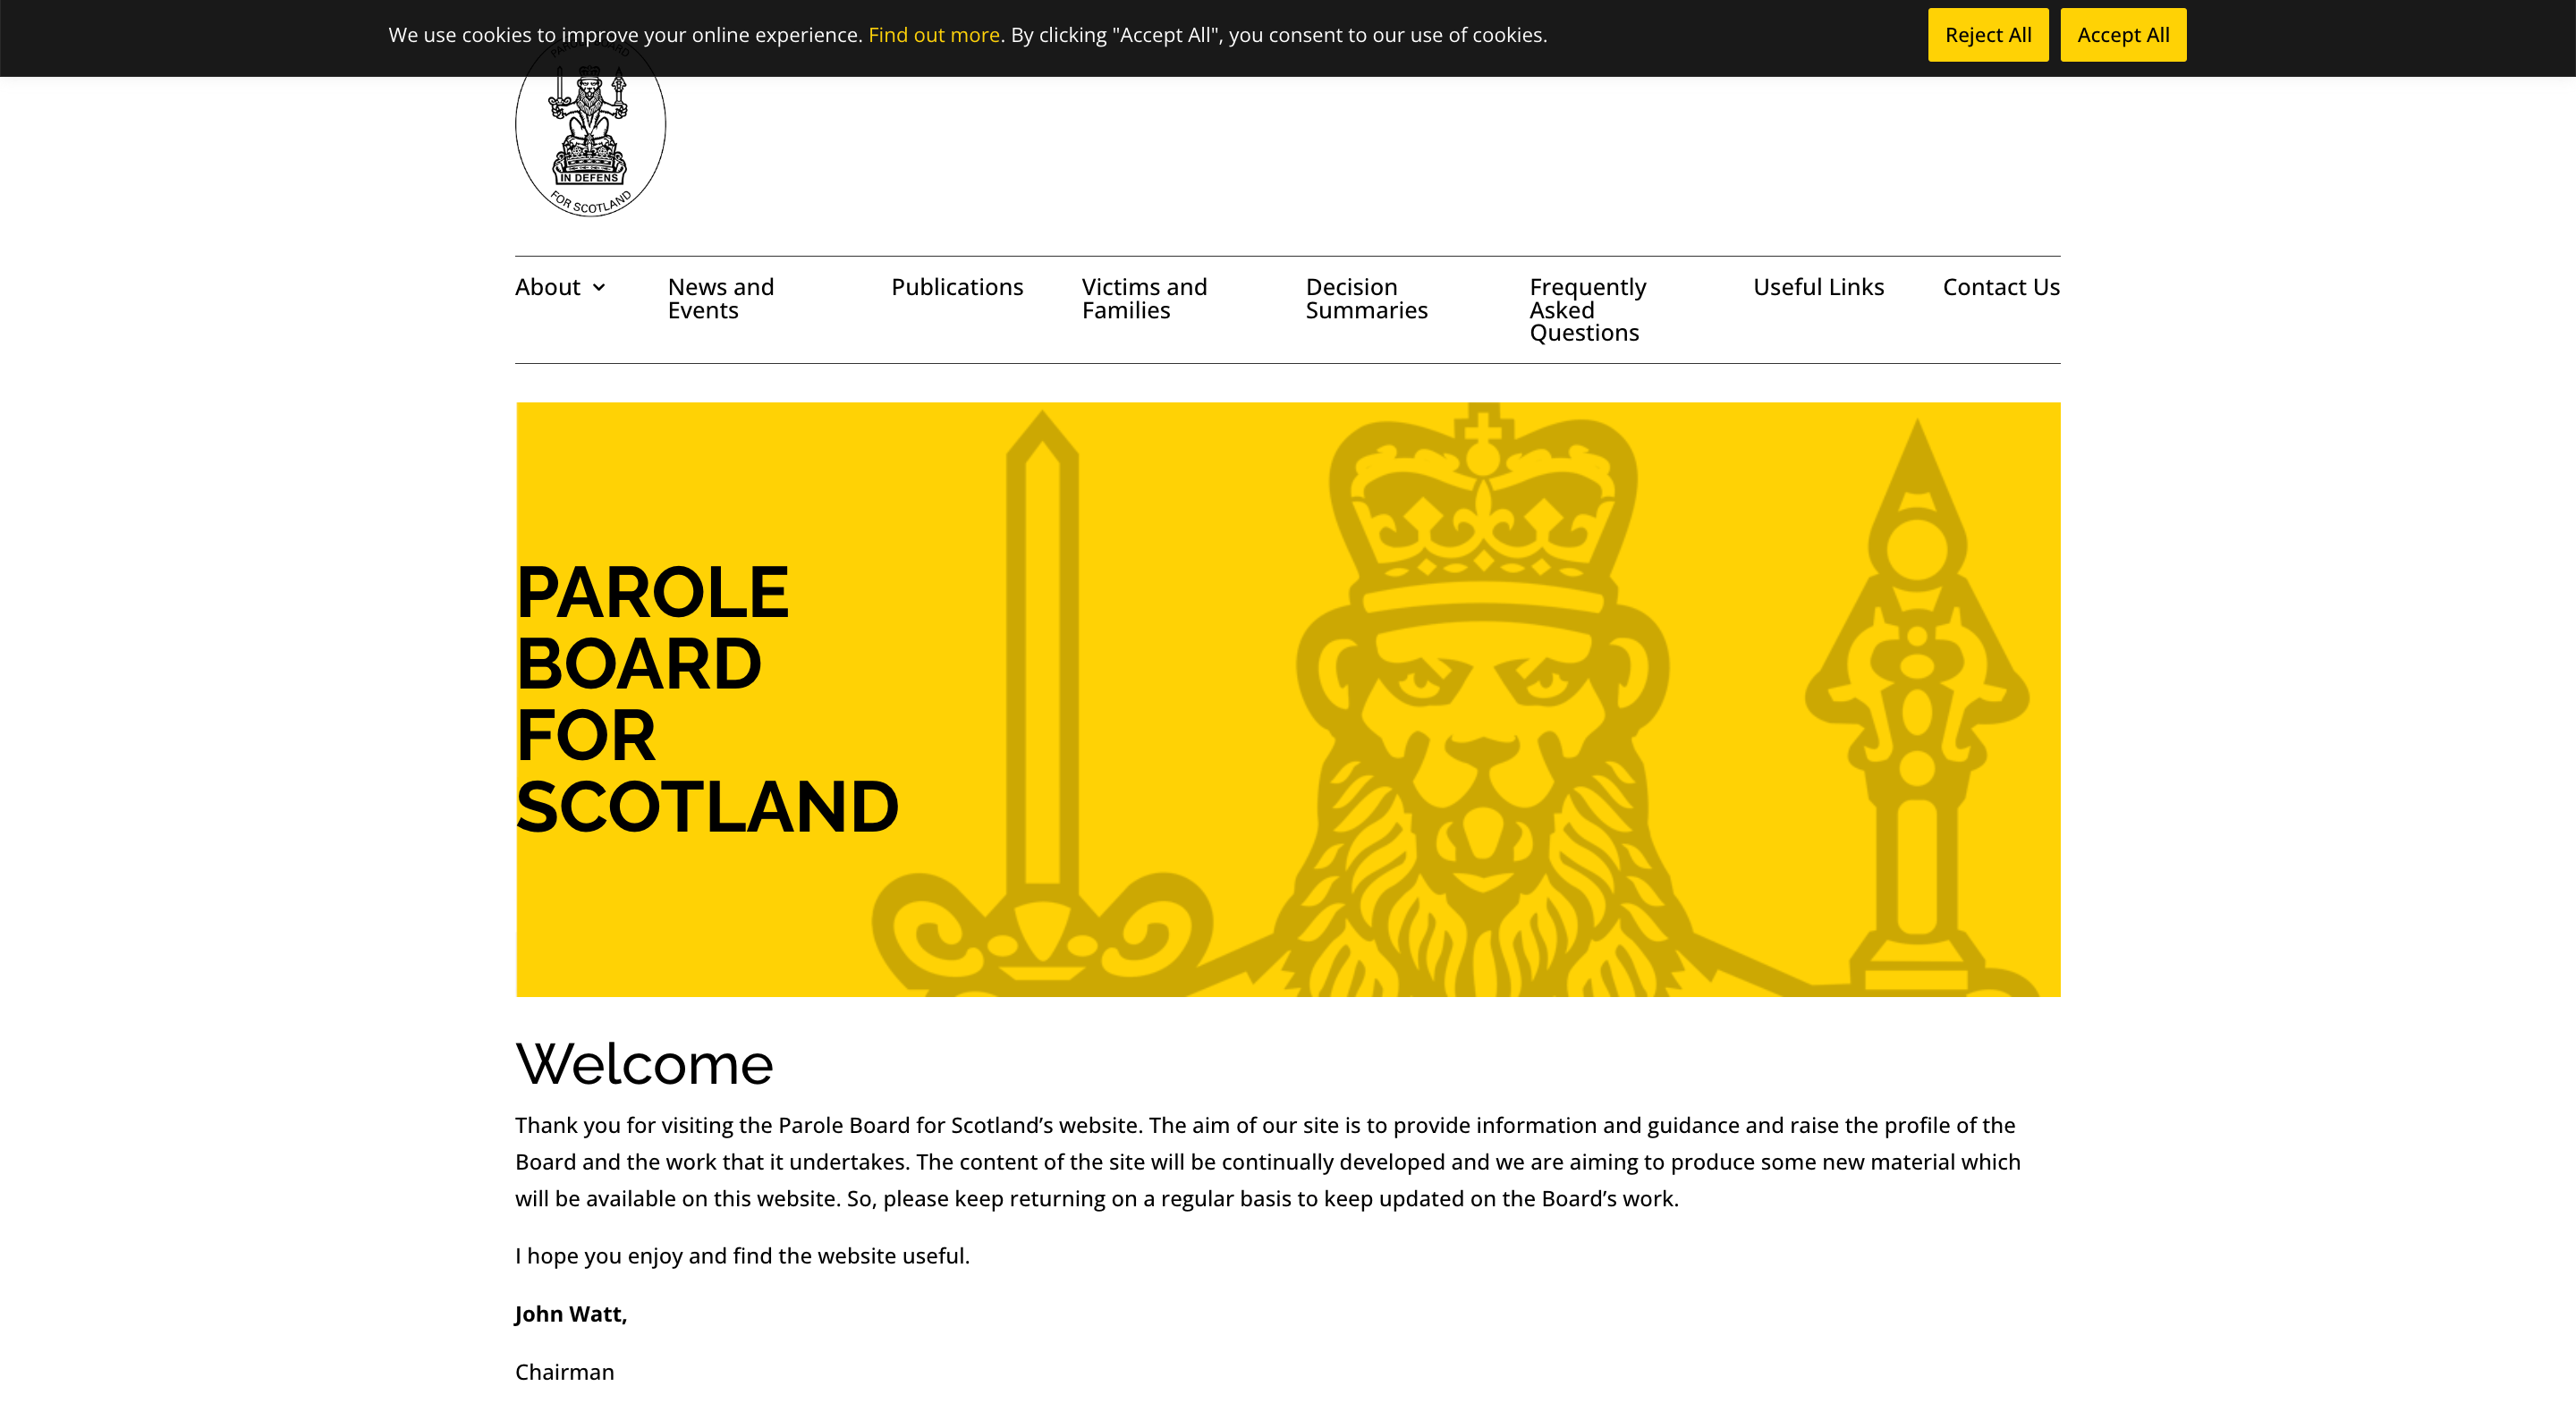 We use cookies to improve your online experience. Find out more. By clicking "Accept All", you consent to our use of cookies.
Reject All
Accept All
PAROLE BOARD
IN DEFENS
FOR SCOTLAND
About
News and
Events
Publications
Victims and
Families
Decision
Summaries
Frequently
Asked
Questions
Useful Links
Contact Us
PAROLE
BOARD
FOR
SCOTLAND
Welcome
Thank you for visiting the Parole Board for Scotland’s website. The aim of our site is to provide information and guidance and raise the profile of the
Board and the work that it undertakes. The content of the site will be continually developed and we are aiming to produce some new material which
will be available on this website. So, please keep returning on a regular basis to keep updated on the Board’s work.
I hope you enjoy and find the website useful.
John Watt,
Chairman